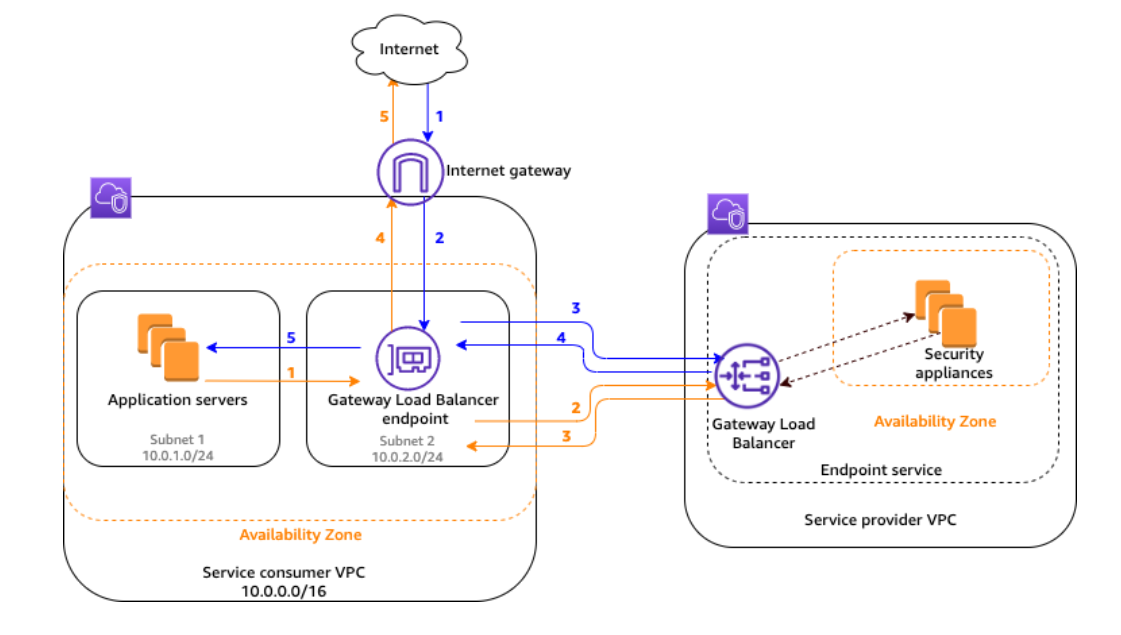 Internet
5
1
Internet gateway
4
2
3
5
4
1
2
3
Application servers
Subnet 1
10.0.1.0/24
Gateway Load Balancer
endpoint
Subnet 2
10.0.2.0/24
Availability Zone
Service consumer VPC
10.0.0.0/16
Security
appliances
Availability Zone
Gateway Load
Balancer
Endpoint service
Service provider VPC